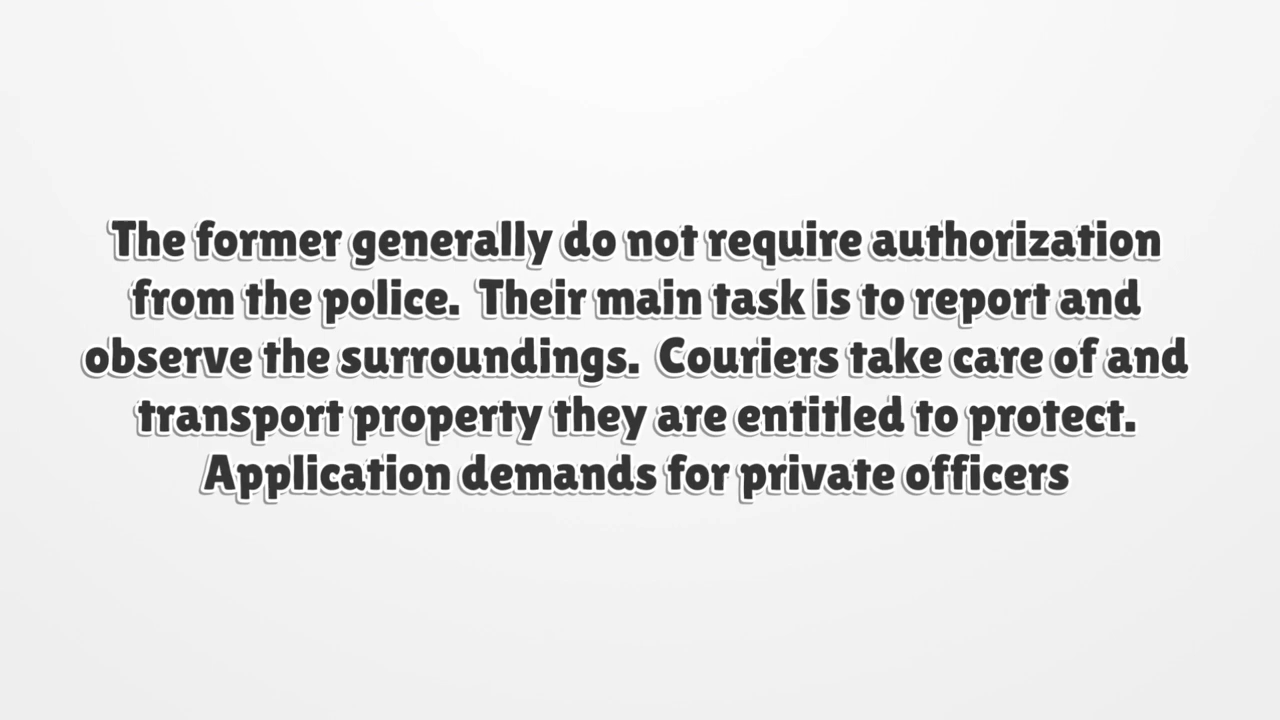 The former generally do not require authorization
from the police.  Their main task is to report and
observe the surroundings.  Couriers take care of and
transport property they are entitled to protect.
Application demands for private officers